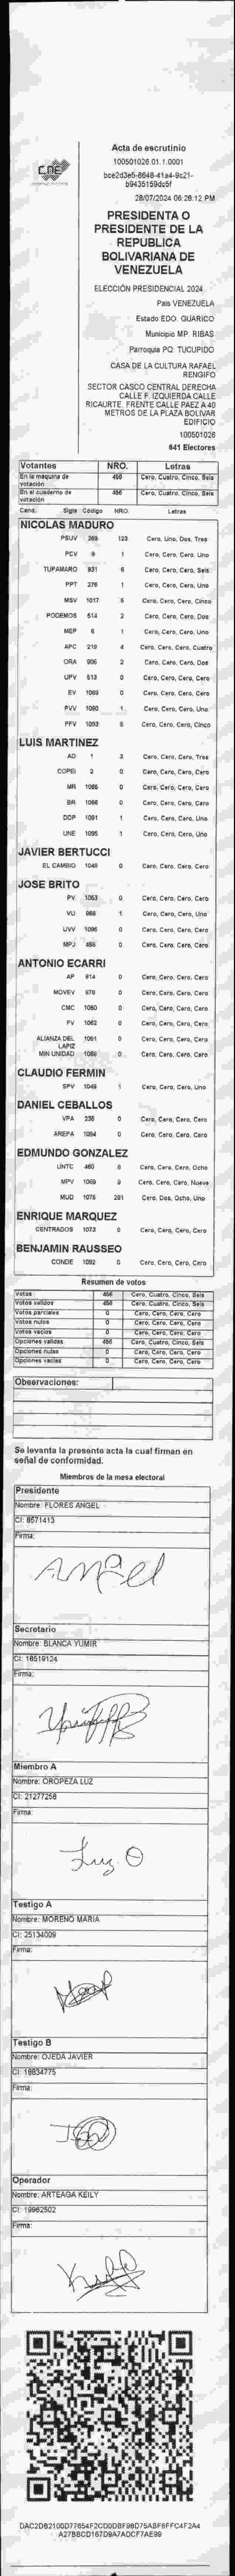 CNE
Acta de escrutinio
100501026.01.1.0001
28/07/2024 06:26:12 PM
PRESIDENTA O
PRESIDENTE DE LA
REPUBLICA
BOLIVARIANA DE
VENEZUELA
ELECCIÓN PRESIDENCIAL 2024
Pais VENEZUELA
Estado EDO. GUARICO
Municipio MP. RIBAS
Parroquia PQ. TUCUPIDO
CASA DE LA CULTURA RAFAEL
RENGIFO
SECTOR CASCO CENTRAL DERECHA
CALLE F. IZQUIERDA CALLE
RICAURTE. FRENTE CALLE PAEZ A 40
METROS DE LA PLAZA BOLIVAR
EDIFICIO
100501026
641 Electores
Votantes NRO. Letras
En la maquina de votación 456 Cero, Cuatro, Cinco, Seis
En el cuaderno de votación 456 Cero, Cuatro, Cinco, Seis
Cand. Sigla Código NRO. Letras
NICOLAS MADURO
PSUV 269 123 Cero, Uno, Dos, Tres
PCV 9 1 Cero, Cero, Cero, Uno
TUPAMARO 931 6 Cero, Cero, Cero, Seis
PPT 276 1 Cero, Cero, Cero, Uno
MSV 1017 5 Cero, Cero, Cero, Cinco
PODEMOS 514 2 Cero, Cero, Cero, Dos
MEP 6 1 Cero, Cero, Cero, Uno
APC 219 4 Cero, Cero, Cero, Cuatro
ORA 906 2 Cero, Cero, Cero, Dos
UPV 513 0 Cero, Cero, Cero, Cero
EV 1069 0 Cero, Cero, Cero, Cero
PVV 1090 1 Cero, Cero, Cero, Uno
PFV 1093 5 Cero, Cero, Cero, Cinco
LUIS MARTINEZ
AD 1 3 Cero, Cero, Cero, Tres
COPEI 2 0 Cero, Cero, Cero, Cero
MR 1065 0 Cero, Cero, Cero, Cero
BR 1056 0 Cero, Cero, Cero, Cero
DDP 1091 1 Cero, Cero, Cero, Uno
UNE 1095 1 Cero, Cero, Cero, Uno
JAVIER BERTUCCI
EL CAMBIO 1048 0 Cero, Cero, Cero, Cero
JOSE BRITO
PV 1053 0 Cero, Cero, Cero, Cero
VU 968 1 Cero, Cero, Cero, Uno
UVV 1096 0 Cero, Cero, Cero, Cero
MPJ 455 0 Cero, Cero, Cero, Cero
ANTONIO ECARRI
AP 914 0 Cero, Cero, Cero, Cero
MOVEV 970 0 Cero, Cero, Cero, Cero
CMC 1050 0 Cero, Cero, Cero, Cero
FV 1062 0 Cero, Cero, Cero, Cero
ALIANZA DEL LAPIZ 1051 0 Cero, Cero, Cero, Cero
MIN UNIDAD 1089 0 Cero, Cero, Cero, Cero
CLAUDIO FERMIN
SPV 1049 1 Cero, Cero, Cero, Uno
DANIEL CEBALLOS
VPA 235 0 Cero, Cero, Cero, Cero
AREPA 1094 0 Cero, Cero, Cero, Cero
EDMUNDO GONZALEZ
UNTC 460 8 Cero, Cero, Cero, Ocho
MPV 1069 9 Cero, Cero, Cero, Nueve
MUD 1075 281 Cero, Dos, Ocho, Uno
ENRIQUE MARQUEZ
CENTRADOS 1073 0 Cero, Cero, Cero, Cero
BENJAMIN RAUSSEO
CONDE 1092 0 Cero, Cero, Cero, Cero
Resumen de votos
Votos 456 Cero, Cuatro, Cinco, Seis
Votos validos 456 Cero, Cuatro, Cinco, Seis
Votos parciales 0 Cero, Cero, Cero, Cero
Votos nulos 0 Cero, Cero, Cero, Cero
Votos vacios 0 Cero, Cero, Cero, Cero
Opciones validas 456 Cero, Cuatro, Cinco, Seis
Opciones nulas 0 Cero, Cero, Cero, Cero
Opciones vacias 0 Cero, Cero, Cero, Cero
Observaciones:
Se levanta la presente acta la cual firman en
señal de conformidad.
Miembros de la mesa electoral
Presidente
Nombre: FLORES ANGEL
CI: 8571413
Firma:
Angel
Secretario
Nombre: BLANCA YUMIR
CI: 18519124
Firma:
Miembro A
Nombre: OROPEZA LUZ
CI: 21277258
Firma:
Luz O
Testigo A
Nombre: MORENO MARIA
CI: 25134009
Firma:
Testigo B
Nombre: OJEDA JAVIER
CI: 18834775
Firma:
Operador
Nombre: ARTEAGA KEILY
CI: 19962502
Firma: